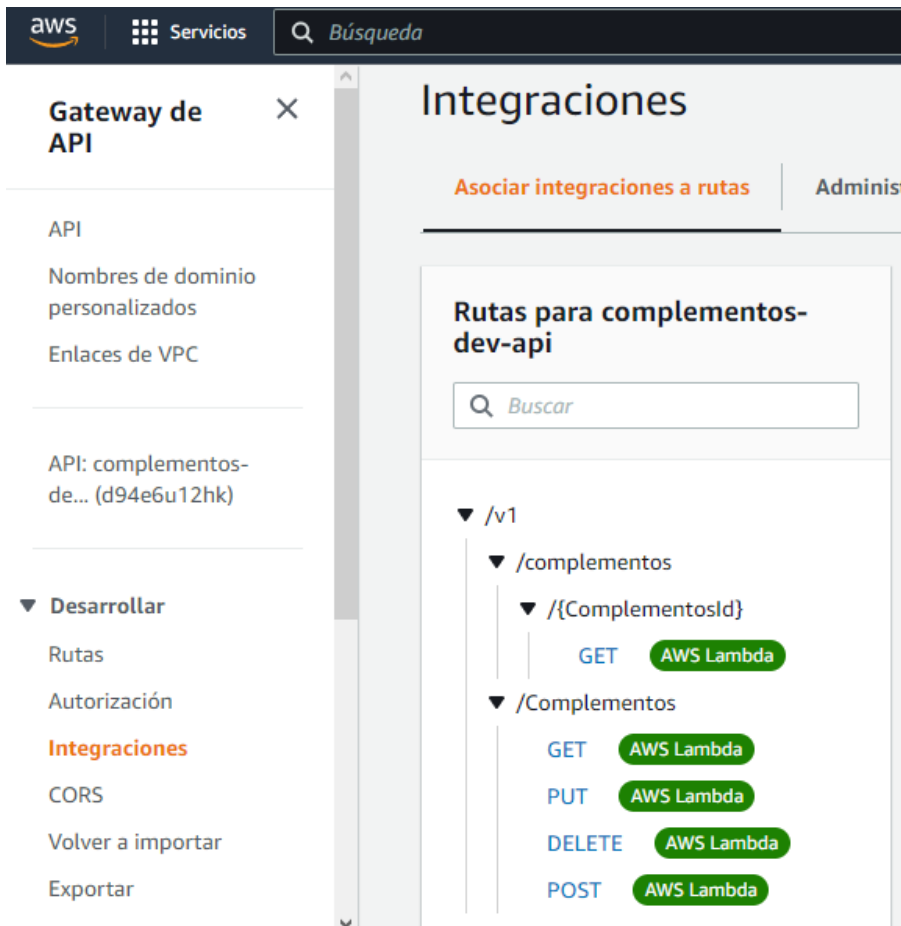 aws
Servicios
Búsqueda
Gateway de
API
API
Nombres de dominio
personalizados
Enlaces de VPC
API: complementos-
de... (d94e6u12hk)
Desarrollar
Rutas
Autorización
Integraciones
CORS
Volver a importar
Exportar
Integraciones
Asociar integraciones a rutas
Adminis
Rutas para complementos-
dev-api
Buscar
/v1
/complementos
/{ComplementosId}
GET AWS Lambda
/Complementos
GET AWS Lambda
PUT AWS Lambda
DELETE AWS Lambda
POST AWS Lambda